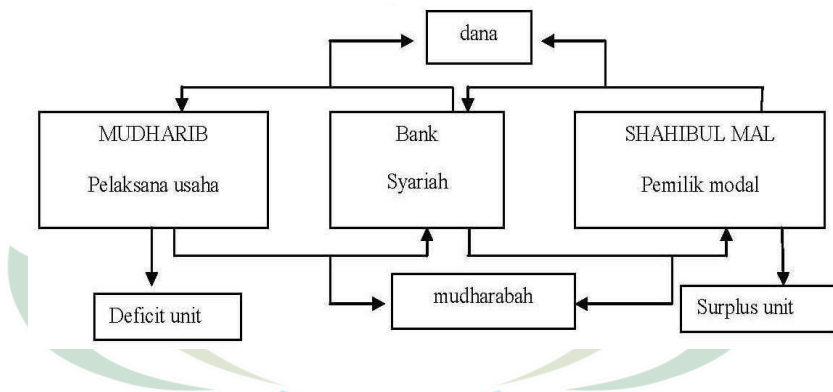 dana
MUDHARIB
Pelaksana usaha
Bank
Syariah
SHAHIBUL MAL
Pemilik modal
Deficit unit
mudharabah
Surplus unit